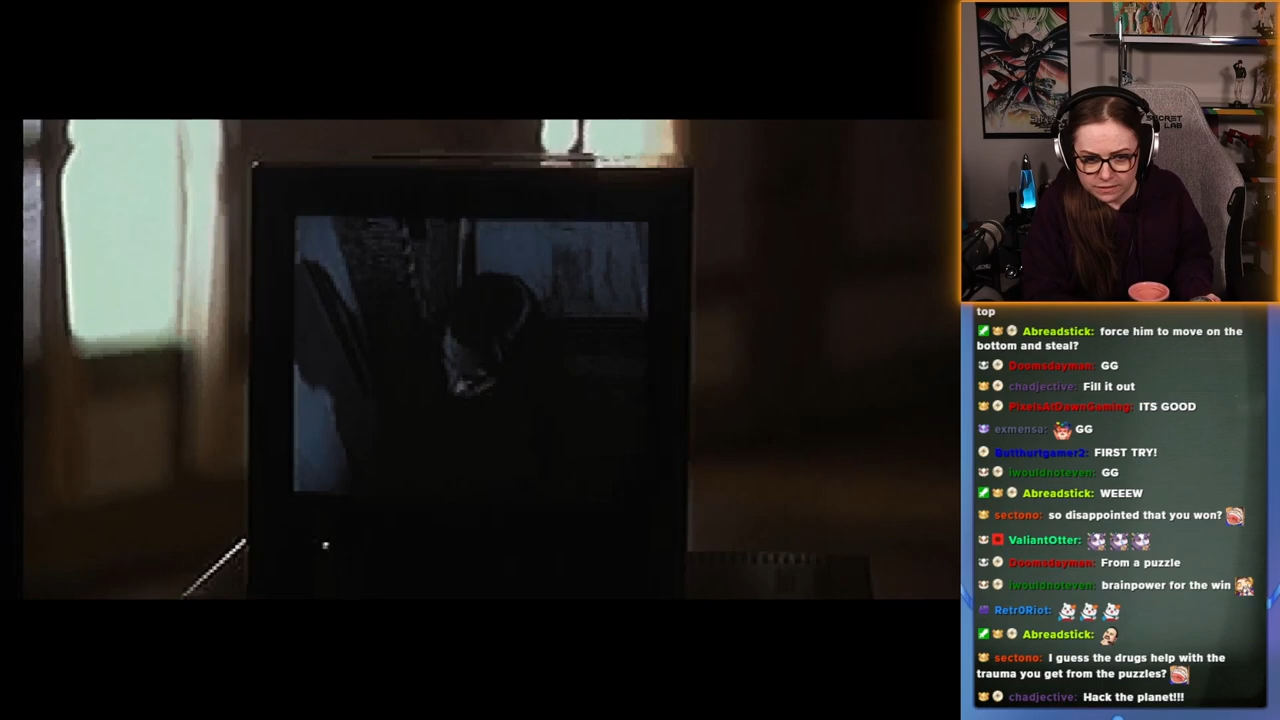 SECRET
LAB
top
Abreadstick: force him to move on the
bottom and steal?
Doomsdayman: GG
chadjective: Fill it out
PixelsAtDawnGaming: ITS GOOD
exmensa: GG
Butthurtgamer2: FIRST TRY!
iwouldnoteven: GG
Abreadstick: WEEEW
sectono: so disappointed that you won?
ValiantOtter:
Doomsdayman: From a puzzle
iwouldnoteven: brainpower for the win
Retr0Riot:
Abreadstick:
sectono: I guess the drugs help with the
trauma you get from the puzzles?
chadjective: Hack the planet!!!